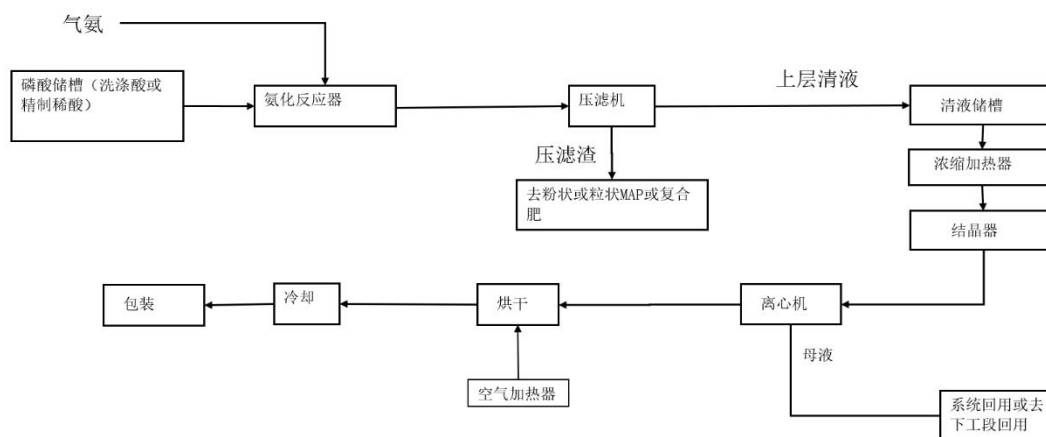 气氨
磷酸储槽（洗涤酸或
精制稀酸）
氨化反应器
压滤机
上层清液
清液储槽
压滤渣
浓缩加热器
去粉状或粒状MAP或复合
肥
结晶器
包装
冷却
烘干
离心机
母液
空气加热器
系统回用或去
下工段回用